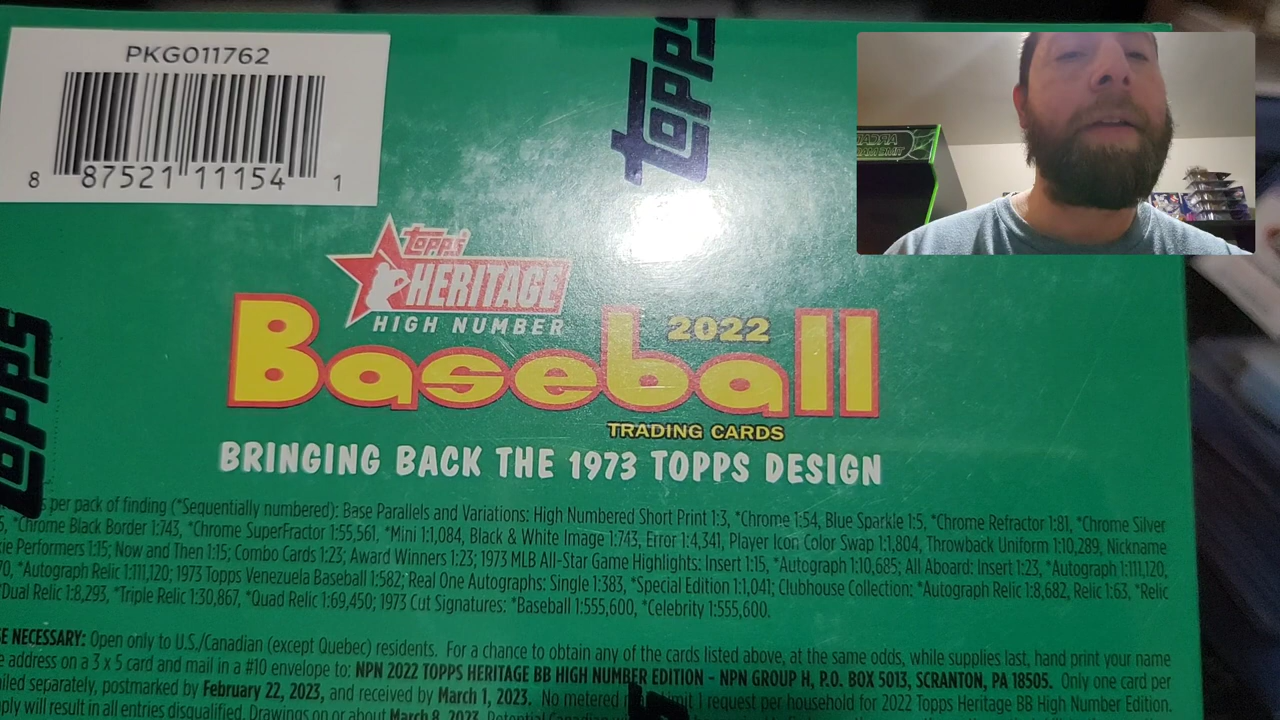 PKG011762
8 87521 11154 1
topps
topps
topps
HERITAGE
HIGH NUMBER
2022
Baseball
TRADING CARDS
BRINGING BACK THE 1973 TOPPS DESIGN
per pack of finding (*Sequentially numbered): Base Parallels and Variations: High Numbered Short Print 1:3, *Chrome 1:54, Blue Sparkle 1:5, *Chrome Refractor 1:81, *Chrome Silver
*Chrome Black Border 1:743, *Chrome SuperFractor 1:55,561, *Mini 1:1,084, Black & White Image 1:743, Error 1:4,341, Player Icon Color Swap 1:1,804, Throwback Uniform 1:10,289, Nickname
Performers 1:15; Now and Then 1:15; Combo Cards 1:23; Award Winners 1:23; 1973 MLB All-Star Game Highlights: Insert 1:15, *Autograph 1:10,685; All Aboard: Insert 1:23, *Autograph 1:111,120,
*Autograph Relic 1:111,120; 1973 Topps Venezuela Baseball 1:582; Real One Autographs: Single 1:383, *Special Edition 1:1,041; Clubhouse Collection: *Autograph Relic 1:8,682, Relic 1:63, *Relic
Dual Relic 1:8,293, *Triple Relic 1:30,867, *Quad Relic 1:69,450; 1973 Cut Signatures: *Baseball 1:555,600, *Celebrity 1:555,600.
NECESSARY: Open only to U.S./Canadian (except Quebec) residents. For a chance to obtain any of the cards listed above, at the same odds, while supplies last, hand print your name
address on a 3 x 5 card and mail in a #10 envelope to: NPN 2022 TOPPS HERITAGE BB HIGH NUMBER EDITION - NPN GROUP H, P.O. BOX 5013, SCRANTON, PA 18505. Only one card per
separately, postmarked by February 22, 2023, and received by March 1, 2023. No metered 1 request per household for 2022 Topps Heritage BB High Number Edition.
will result in all entries disqualified. Drawings on or about March 8, 2023.